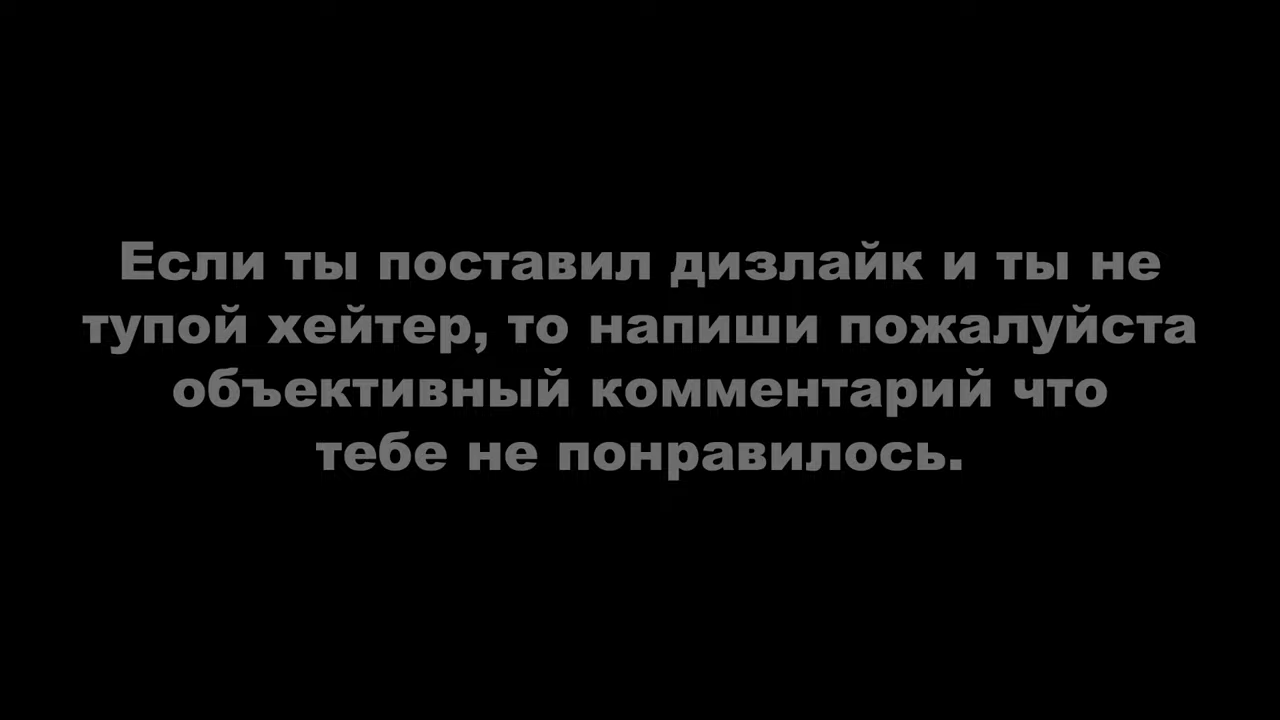 Если ты поставил дизлайк и ты не
тупой хейтер, то напиши пожалуйста
объективный комментарий что
тебе не понравилось.